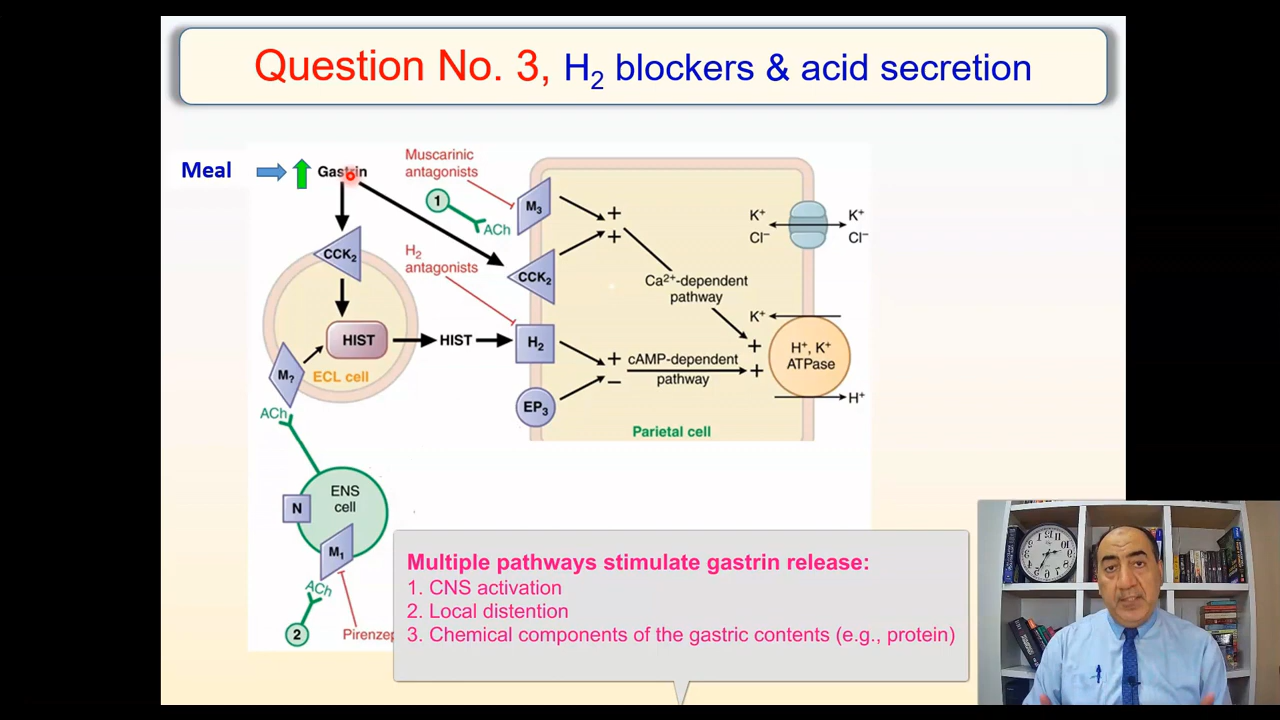 Question No. 3, H2 blockers & acid secretion
Meal
Gastrin
Muscarinic
antagonists
1
ACh
M3
K+
K+
Cl–
Cl–
CCK2
H2
antagonists
CCK2
Ca2+-dependent
pathway
K+
HIST
HIST
H2
cAMP-dependent
pathway
H+, K+
ATPase
H+
M?
ECL cell
EP3
+
+
+
–
+
+
ACh
Parietal cell
ENS
cell
N
M1
ACh
2
Pirenzep
Multiple pathways stimulate gastrin release:
1. CNS activation
2. Local distention
3. Chemical components of the gastric contents (e.g., protein)